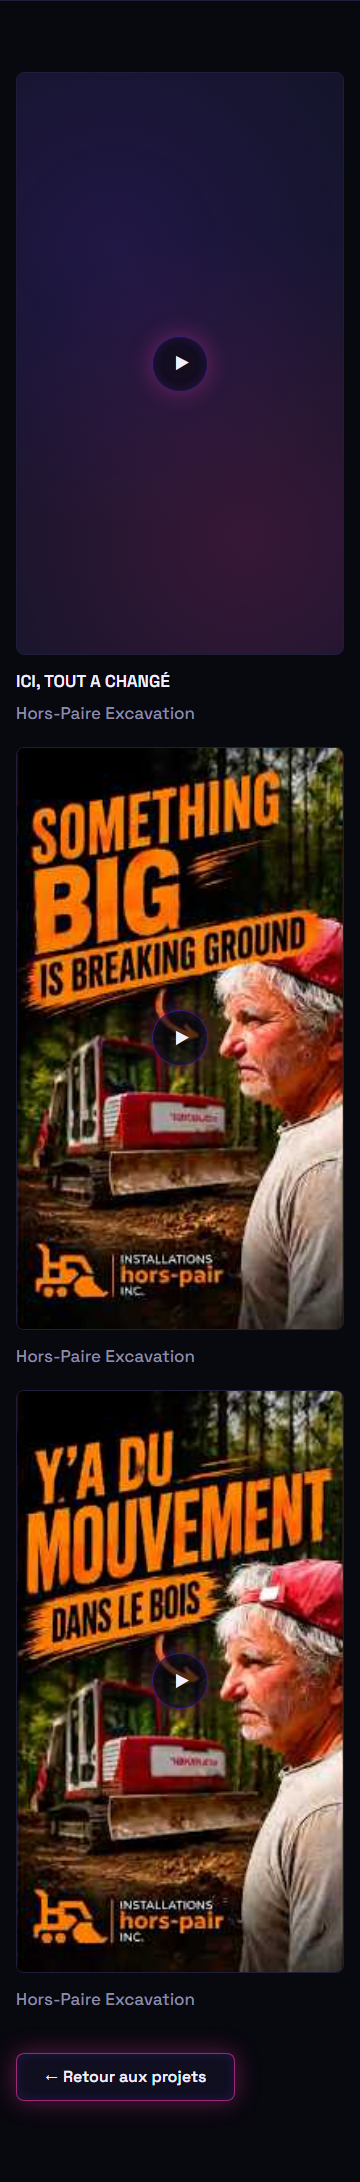 ICI, TOUT A CHANGÉ
Hors-Paire Excavation
SOMETHING
BIG
IS BREAKING GROUND
INSTALLATIONS
hors-pair
INC.
Hors-Paire Excavation
Y'A DU
MOUVEMENT
DANS LE BOIS
INSTALLATIONS
hors-pair
INC.
Hors-Paire Excavation
← Retour aux projets